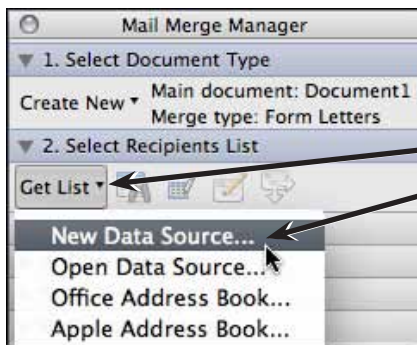 Mail Merge Manager
1. Select Document Type
Create New
Main document: Document1
Merge type: Form Letters
2. Select Recipients List
Get List
New Data Source...
Open Data Source...
Office Address Book...
Apple Address Book...